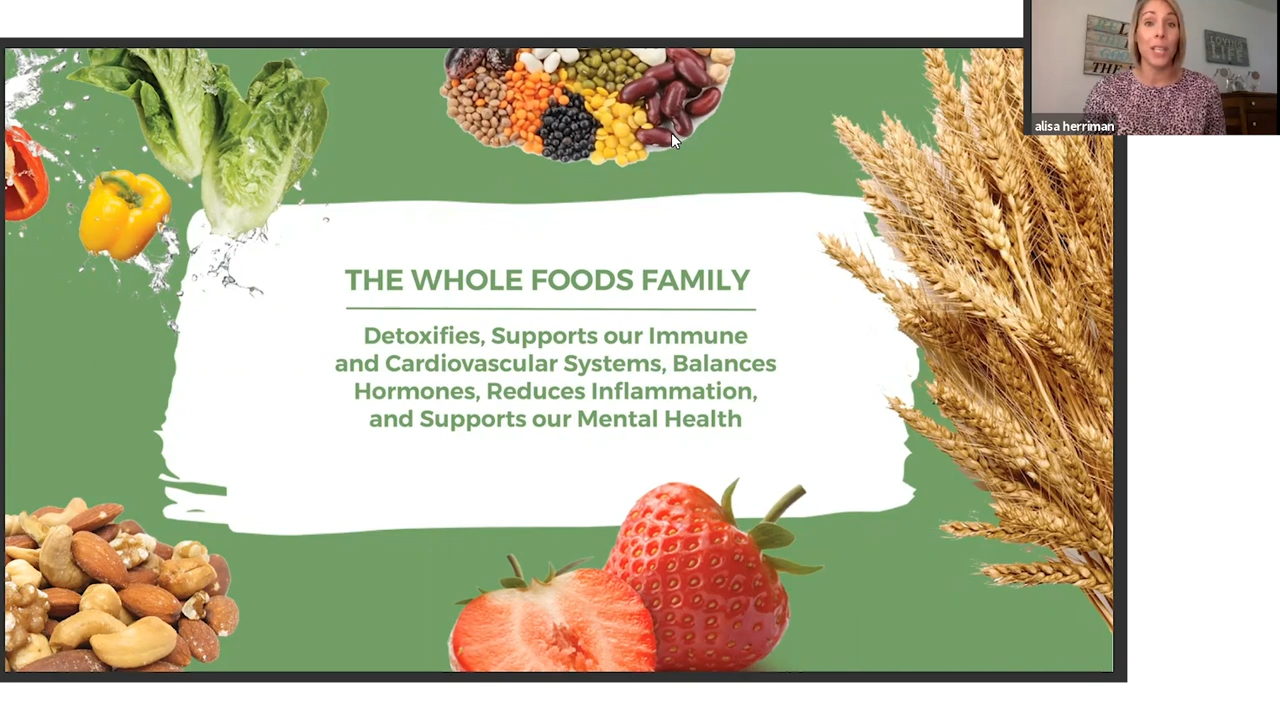 THE WHOLE FOODS FAMILY
Detoxifies, Supports our Immune
and Cardiovascular Systems, Balances
Hormones, Reduces Inflammation,
and Supports our Mental Health
alisa herriman
LIFE